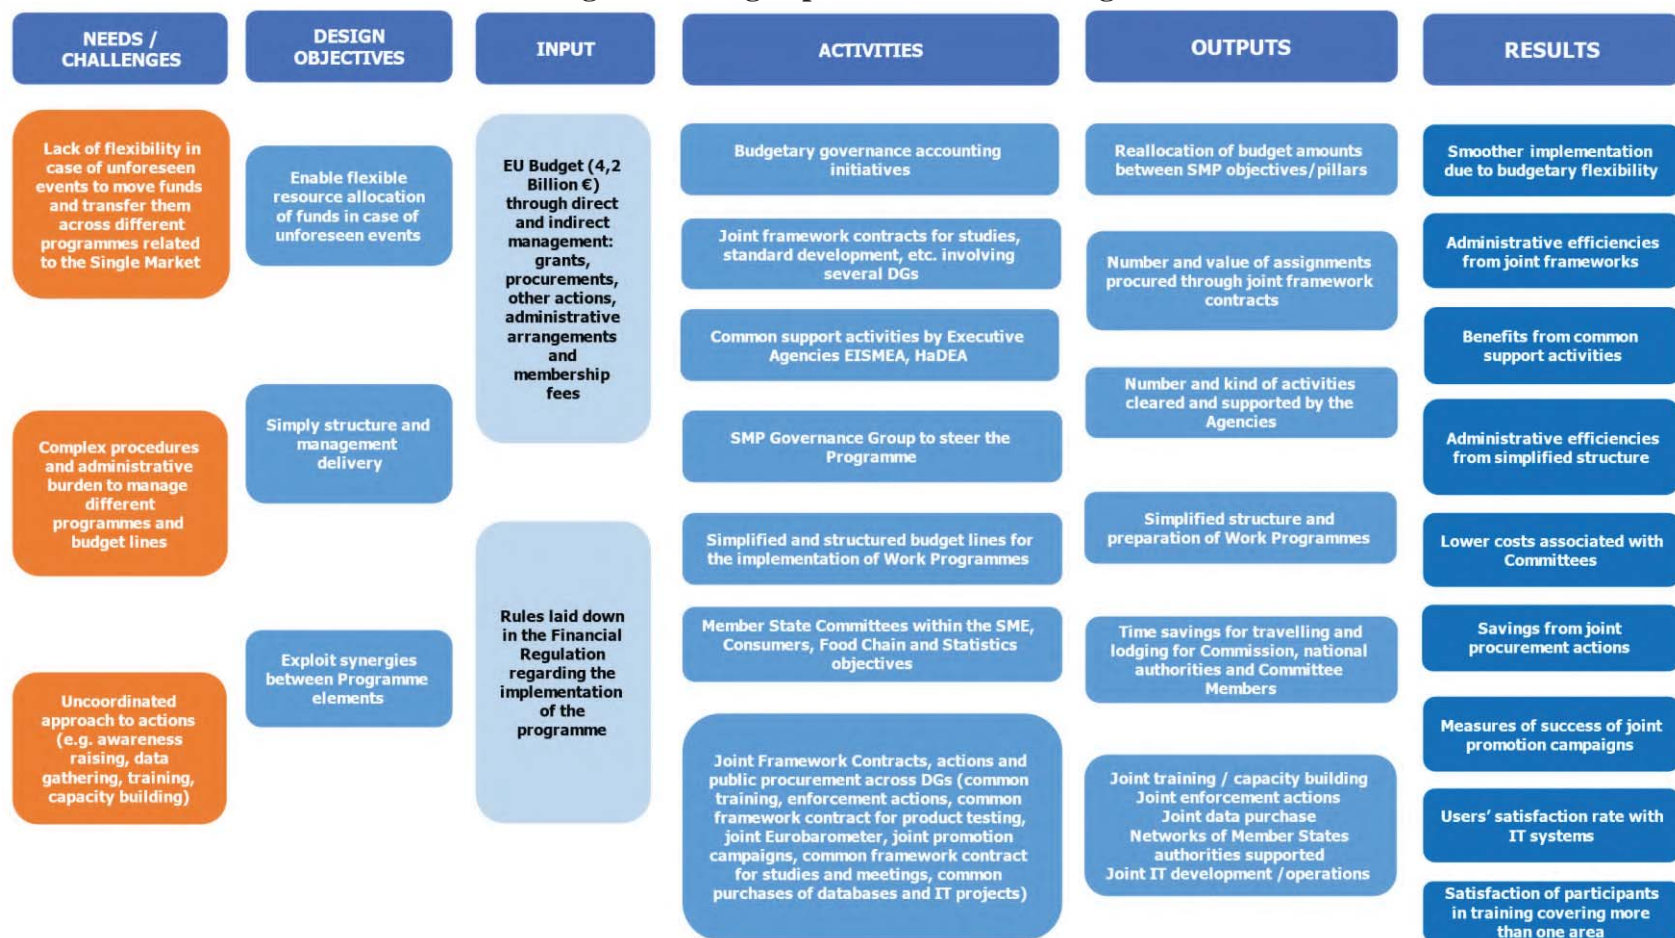 NEEDS /
CHALLENGES
DESIGN
OBJECTIVES
INPUT
ACTIVITIES
OUTPUTS
RESULTS
Lack of flexibility in
case of unforeseen
events to move funds
and transfer them
across different
programmes related
to the Single Market
Complex procedures
and administrative
burden to manage
different
programmes and
budget lines
Uncoordinated
approach to actions
(e.g. awareness
raising, data
gathering, training,
capacity building)
Enable flexible
resource allocation
of funds in case of
unforeseen events
Simply structure and
management
delivery
Exploit synergies
between Programme
elements
EU Budget (4,2
Billion €)
through direct
and indirect
management:
grants,
procurements,
other actions,
administrative
arrangements
and
membership
fees
Rules laid down
in the Financial
Regulation
regarding the
implementation
of the
programme
Budgetary governance accounting
initiatives
Joint framework contracts for studies,
standard development, etc. involving
several DGs
Common support activities by Executive
Agencies EISMEA, HaDEA
SMP Governance Group to steer the
Programme
Simplified and structured budget lines for
the implementation of Work Programmes
Member State Committees within the SME,
Consumers, Food Chain and Statistics
objectives
Joint Framework Contracts, actions and
public procurement across DGs (common
training, enforcement actions, common
framework contract for product testing,
joint Eurobarometer, joint promotion
campaigns, common framework contract
for studies and meetings, common
purchases of databases and IT projects)
Reallocation of budget amounts
between SMP objectives/pillars
Number and value of assignments
procured through joint framework
contracts
Number and kind of activities
cleared and supported by the
Agencies
Simplified structure and
preparation of Work Programmes
Time savings for travelling and
lodging for Commission, national
authorities and Committee
Members
Joint training / capacity building
Joint enforcement actions
Joint data purchase
Networks of Member States
authorities supported
Joint IT development /operations
Smoother implementation
due to budgetary flexibility
Administrative efficiencies
from joint frameworks
Benefits from common
support activities
Administrative efficiencies
from simplified structure
Lower costs associated with
Committees
Savings from joint
procurement actions
Measures of success of joint
promotion campaigns
Users' satisfaction rate with
IT systems
Satisfaction of participants
in training covering more
than one area